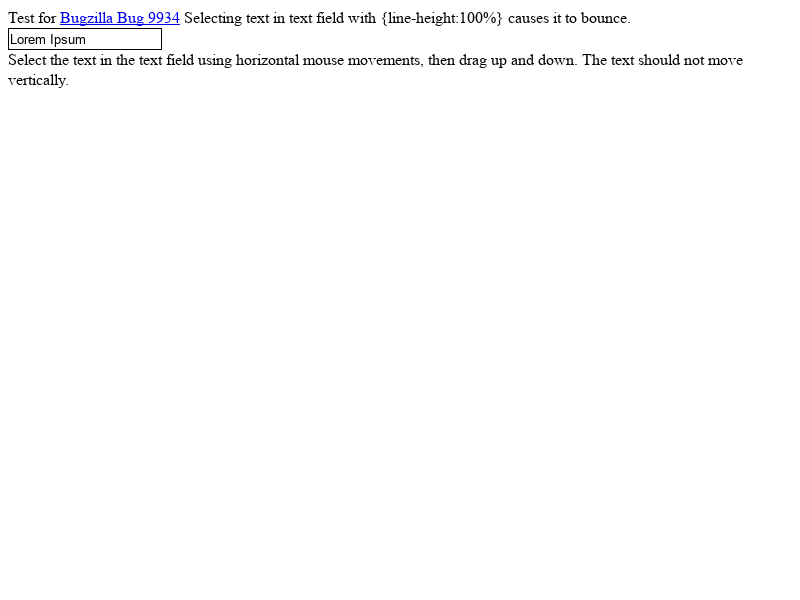 Test for Bugzilla Bug 9934 Selecting text in text field with {line-height:100%} causes it to bounce.
Lorem Ipsum
Select the text in the text field using horizontal mouse movements, then drag up and down. The text should not move
vertically.